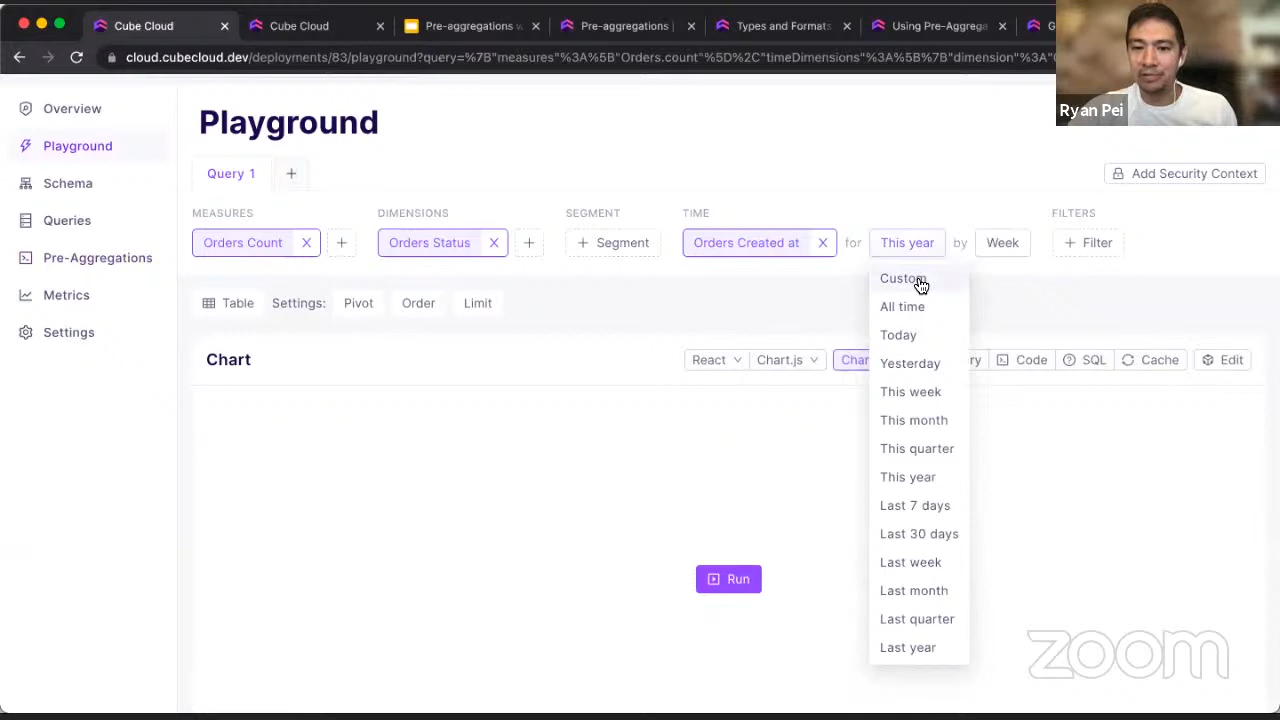 Cube Cloud
Cube Cloud
Pre-aggregations v
Pre-aggregations
Types and Formats
Using Pre-Aggrega
G
cloud.cubecloud.dev/deployments/83/playground?query=%7B"measures"%3A%5B"Orders.count"%5D%2C"timeDimensions"%3A%5B%7B"dimension"%3A"O
Ryan Pei
Overview
Playground
Schema
Queries
Pre-Aggregations
Metrics
Settings
Playground
Query 1
+
Add Security Context
MEASURES
DIMENSIONS
SEGMENT
TIME
FILTERS
Orders Count
+
Orders Status
+
+ Segment
Orders Created at
for
This year
by
Week
+ Filter
Custom
All time
Today
Yesterday
This week
This month
This quarter
This year
Last 7 days
Last 30 days
Last week
Last month
Last quarter
Last year
Table
Settings:
Pivot
Order
Limit
Chart
React
Chart.js
Char
ry
Code
SQL
Cache
Edit
Run
zoom